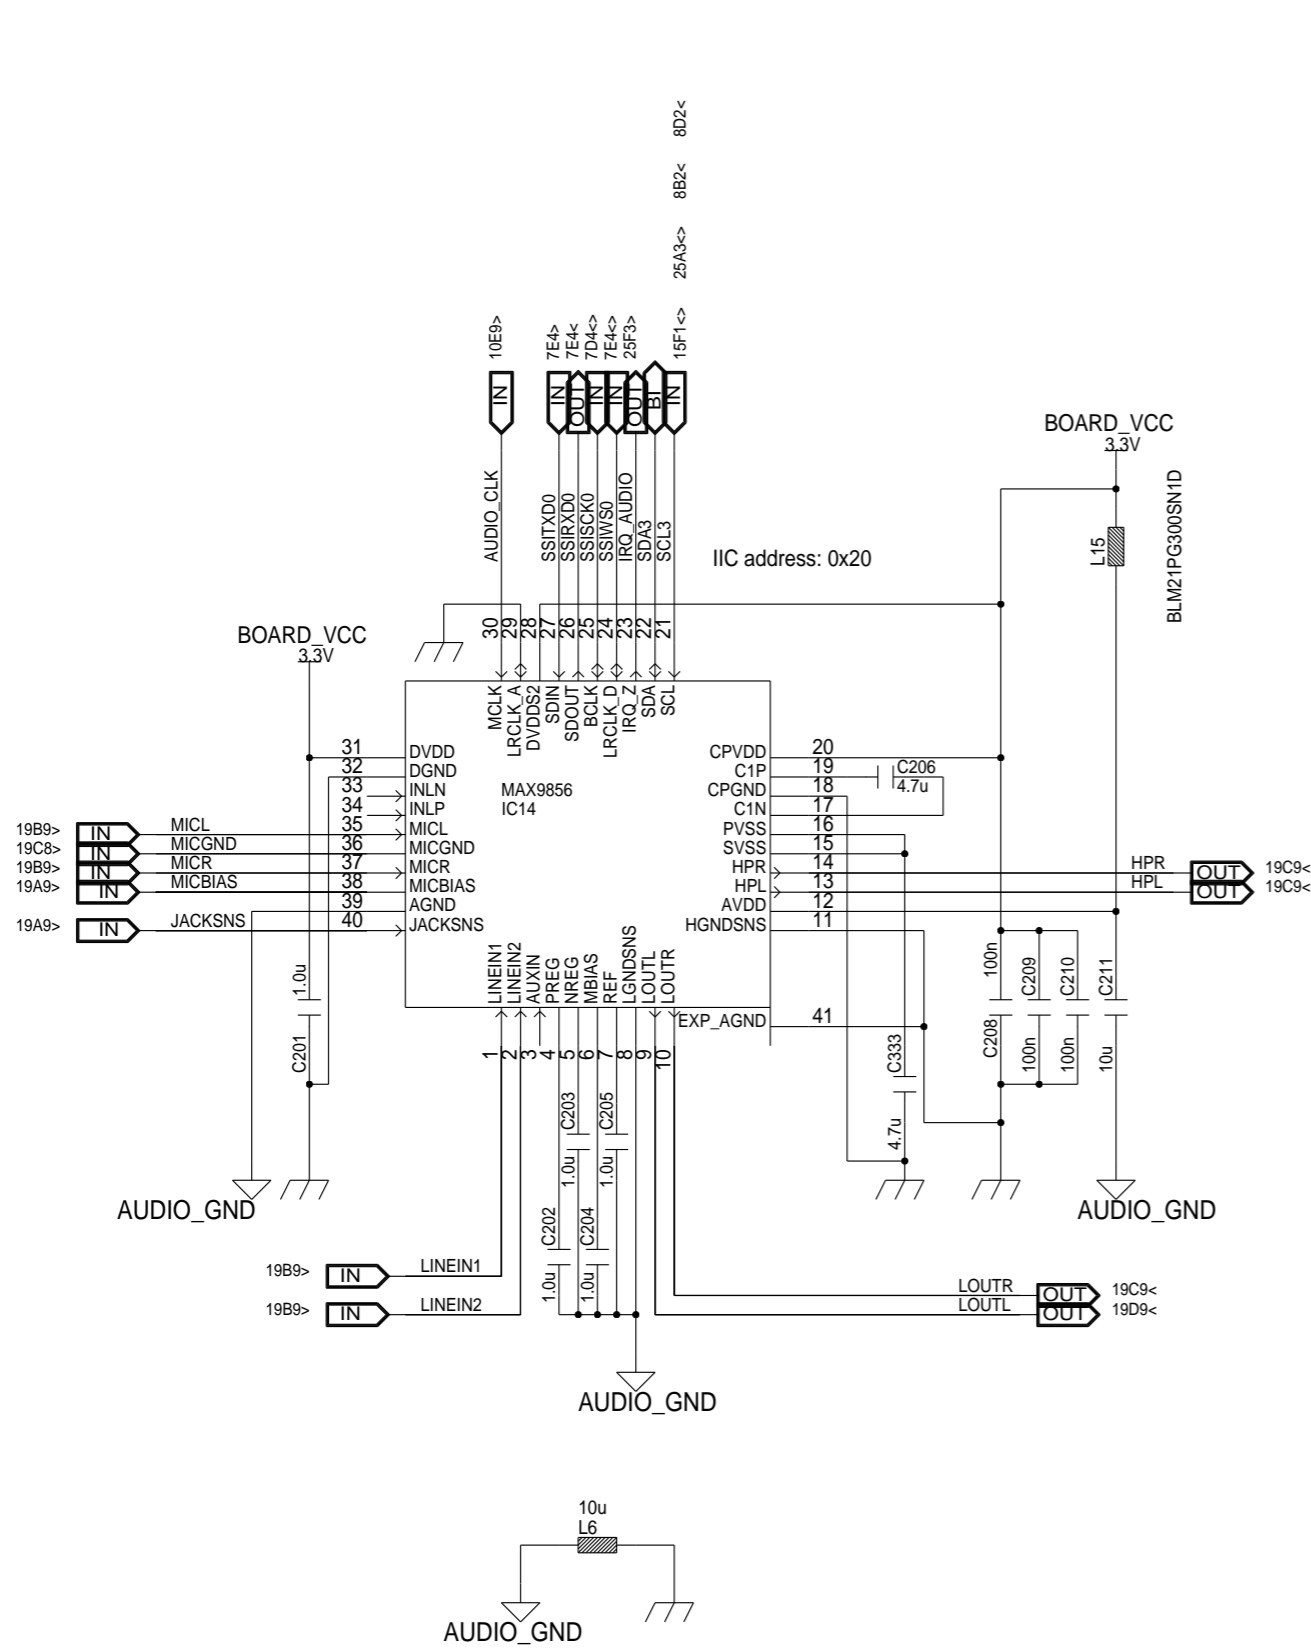 8D2<
8B2<
25A3<>
15F1<>
10E9>
7E4>
7E4<
7D4<>
7E4<>
25F3>
IN
IN
OUT
IN
IN
OUT
BI
IN
AUDIO_CLK
SSITXD0
SSIRXD0
SSISCK0
SSIWS0
IRQ_AUDIO
SDA3
SCL3
BOARD_VCC
3.3V
L15
BLM21PG300SN1D
IIC address: 0x20
BOARD_VCC
3.3V
30
29
28
27
26
25
24
23
22
21
MCLK
LRCLK_A
DVDDS2
SDIN
SDOUT
BCLK
LRCLK_D
IRQ_Z
SDA
SCL
MAX9856
IC14
31 DVDD
32 DGND
33 INLN
34 INLP
35 MICL
36 MICGND
37 MICR
38 MICBIAS
39 AGND
40 JACKSNS
19B9> IN MICL
19C8> IN MICGND
19B9> IN MICR
19A9> IN MICBIAS
19A9> IN JACKSNS
CPVDD 20
C1P 19
CPGND 18
C1N 17
PVSS 16
SVSS 15
HPR 14
HPL 13
AVDD 12
HGNDSNS 11
EXP_AGND 41
C206
4.7u
HPR OUT 19C9<
HPL OUT 19C9<
LINEIN1
LINEIN2
AUXIN
PREG
NREG
MBIAS
REF
LGNDSNS
LOUTL
LOUTR
1
2
3
4
5
6
7
8
9
10
1.0u
C201
C203
1.0u
C205
1.0u
C202
1.0u
C204
1.0u
C333
4.7u
100n
C208
C209
100n
C210
100n
C211
10u
AUDIO_GND
AUDIO_GND
19B9> IN LINEIN1
19B9> IN LINEIN2
LOUTR OUT 19C9<
LOUTL OUT 19D9<
AUDIO_GND
10u
L6
AUDIO_GND